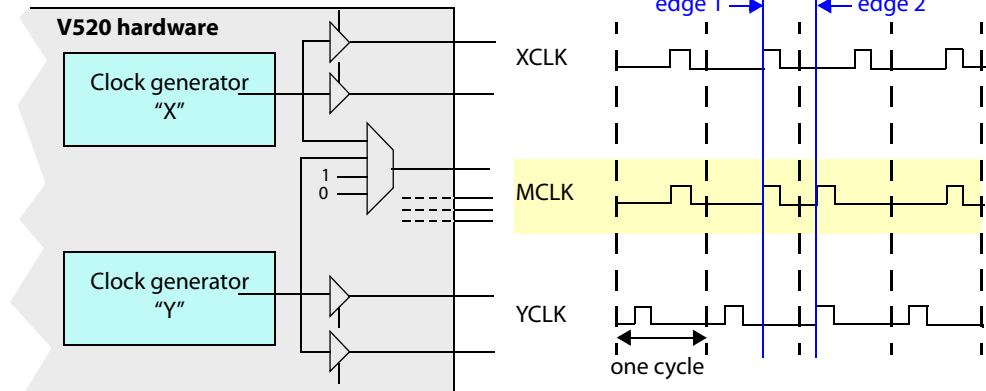 edge 1
edge 2
V520 hardware
XCLK
Clock generator
“X”
1
0
MCLK
Clock generator
“Y”
YCLK
one cycle